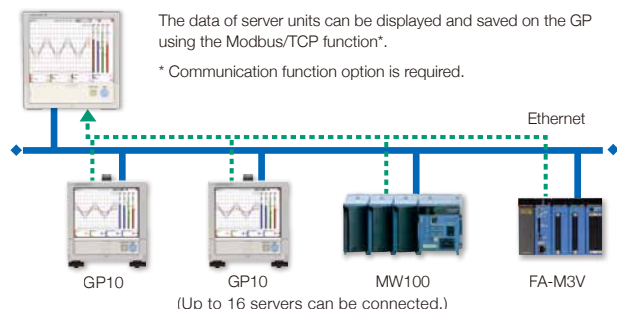 The data of server units can be displayed and saved on the GP
using the Modbus/TCP function*.
* Communication function option is required.
Ethernet
GP10
GP10
MW100
FA-M3V
(Up to 16 servers can be connected.)